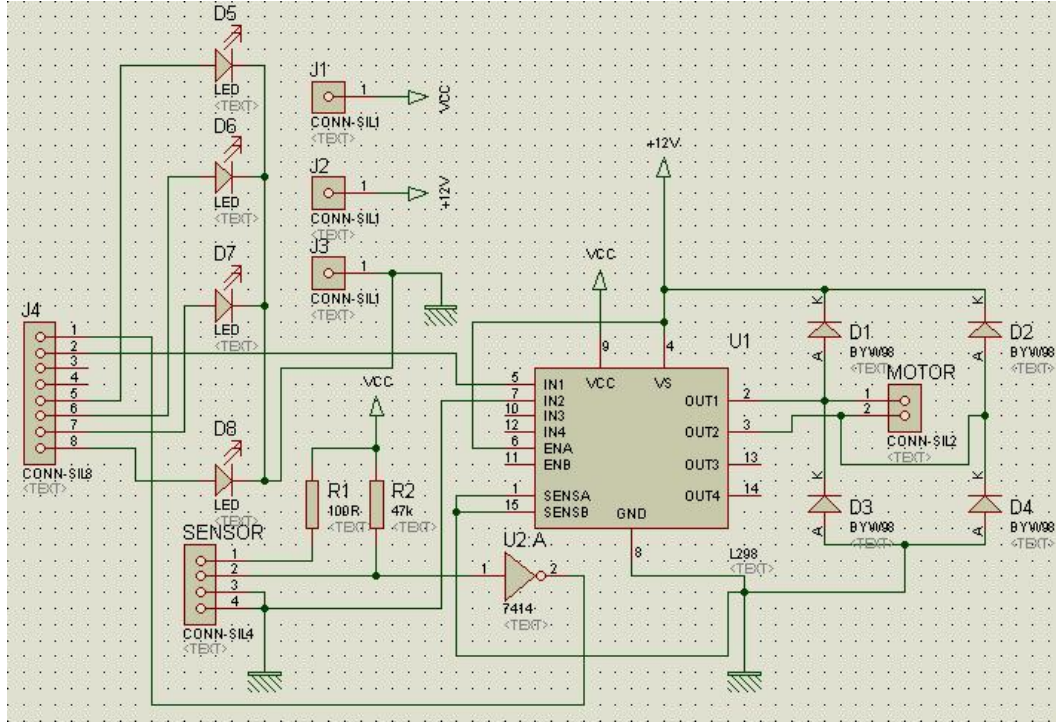 D5
LED
<TEXT>
D6
LED
<TEXT>
D7
LED
<TEXT>
D8
LED
<TEXT>
J1
1
VCC
CONN-SIL1
<TEXT>
J2
1
+12V
CONN-SIL1
<TEXT>
J3
1
CONN-SIL1
<TEXT>
J4
1
2
3
4
5
6
7
8
CONN-SIL8
<TEXT>
VCC
R1
100R
<TEXT>
R2
47k
<TEXT>
SENSOR
1
2
3
4
CONN-SIL4
<TEXT>
U2:A
1
2
7414
<TEXT>
+12V
VCC
9
4
U1
VCC
VS
5 IN1
7 IN2
10 IN3
12 IN4
6 ENA
11 ENB
1 SENSA
15 SENSB
OUT1 2
OUT2 3
OUT3 13
OUT4 14
GND
8
L298
<TEXT>
K
D1
A
BYW98
<TEXT>
K
D2
A
BYW98
<TEXT>
MOTOR
1
2
CONN-SIL2
<TEXT>
K
D3
A
BYW98
<TEXT>
K
D4
A
BYW98
<TEXT>